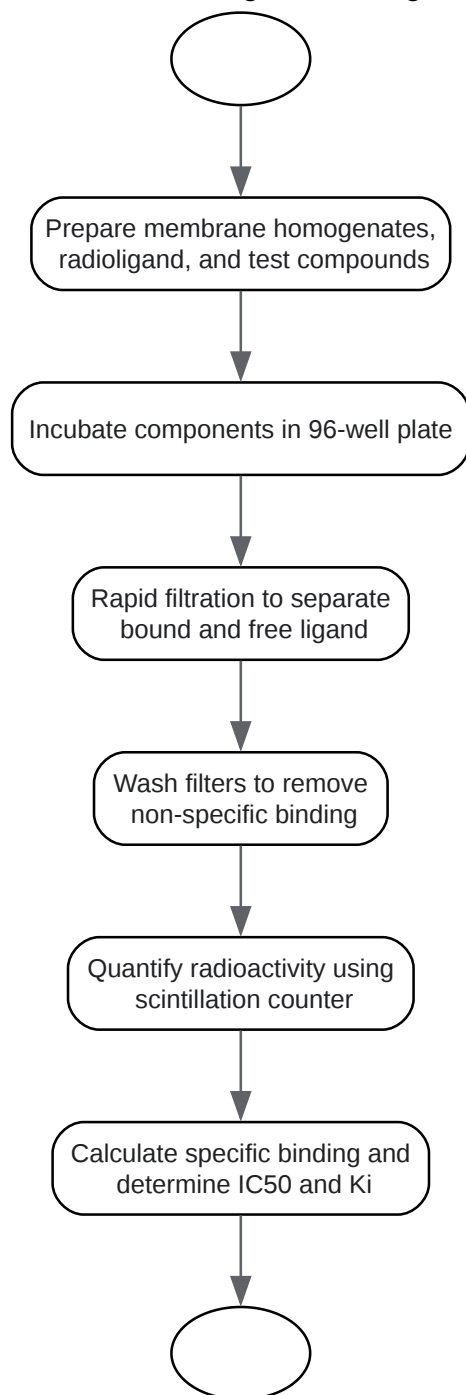 Prepare membrane homogenates,
radioligand, and test compounds
Incubate components in 96-well plate
Rapid filtration to separate
bound and free ligand
Wash filters to remove
non-specific binding
Quantify radioactivity using
scintillation counter
Calculate specific binding and
determine IC50 and Ki